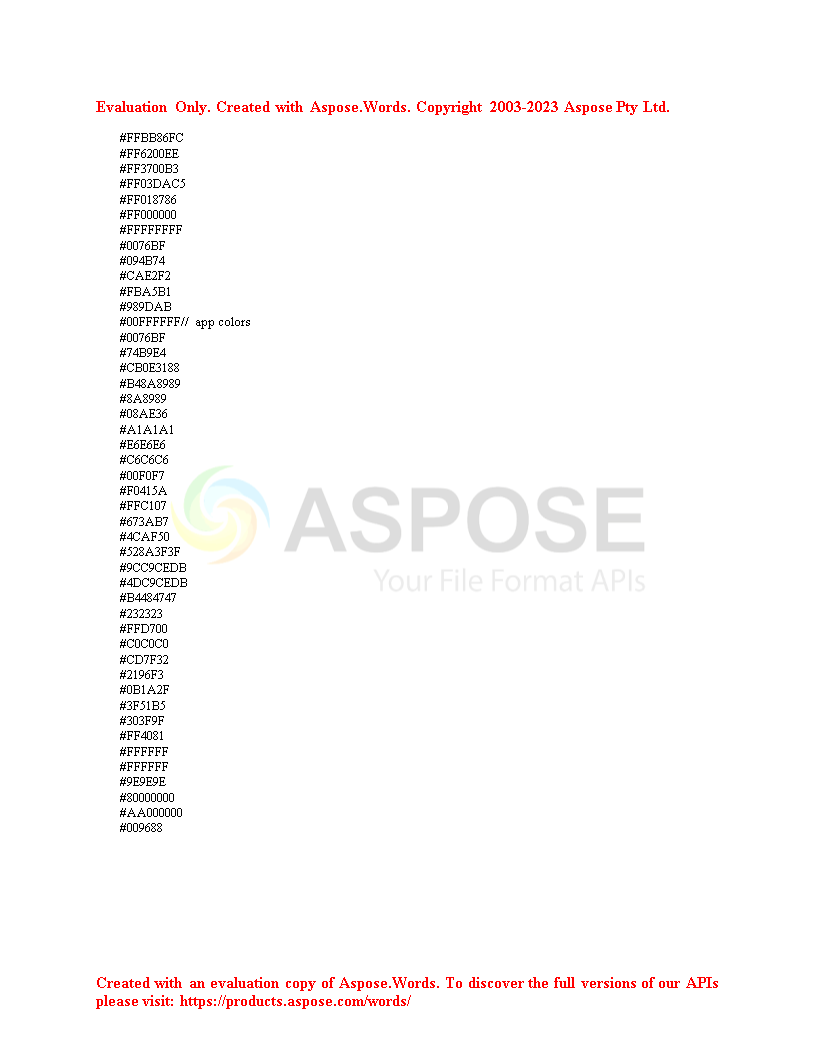 Evaluation Only. Created with Aspose.Words. Copyright 2003-2023 Aspose Pty Ltd.
#FFBB86FC
#FF6200EE
#FF3700B3
#FF03DAC5
#FF018786
#FF000000
#FFFFFFFF
#0076BF
#094B74
#CAE2F2
#FBA5B1
#989DAB
#00FFFFFF// app colors
#0076BF
#74B9E4
#CB0E3188
#B48A8989
#8A8989
#08AE36
#A1A1A1
#E6E6E6
#C6C6C6
#00F0F7
#F0415A
#FFC107
#673AB7
#4CAF50
#528A3F3F
#9CC9CEDB
#4DC9CEDB
#B4484747
#232323
#FFD700
#C0C0C0
#CD7F32
#2196F3
#0B1A2F
#3F51B5
#303F9F
#FF4081
#FFFFFF
#FFFFFF
#9E9E9E
#80000000
#AA000000
#009688
ASPOSE
Your File Format APIs
Created with an evaluation copy of Aspose.Words. To discover the full versions of our APIs
please visit: https://products.aspose.com/words/